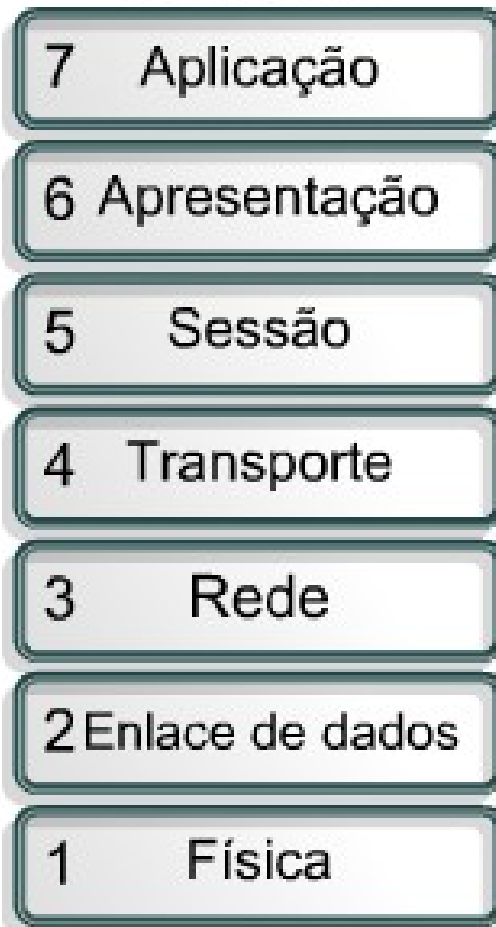 7 Aplicação
6 Apresentação
5 Sessão
4 Transporte
3 Rede
2 Enlace de dados
1 Física